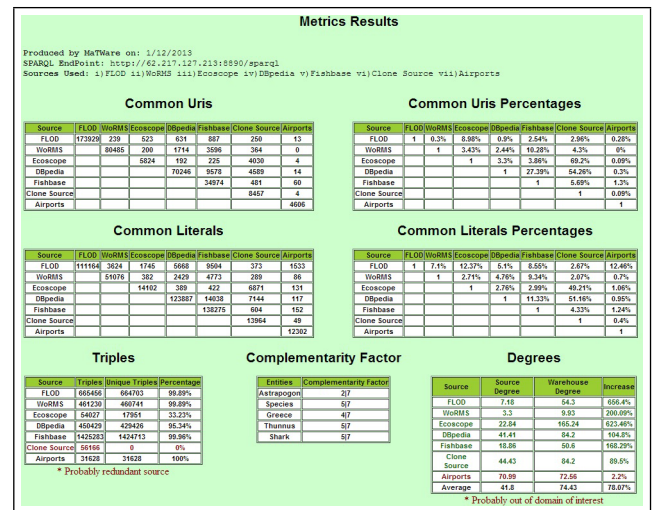 Metrics Results
Produced by MaTWare on: 1/12/2013
SPARQL EndPoint: http://62.217.127.213:8890/sparql
Sources Used: i)FLOD ii)WoRMS iii)Ecoscope iv)DBpedia v)Fishbase vi)Clone Source vii)Airports
Common Uris
Source FLOD WoRMS Ecoscope DBpedia Fishbase Clone Source Airports
FLOD 173929 239 523 631 887 250 13
WoRMS 80485 200 1714 3596 364 0
Ecoscope 5824 192 225 4030 4
DBpedia 70246 9578 4589 14
Fishbase 34974 481 60
Clone Source 8457 4
Airports 4606
Common Uris Percentages
Source FLOD WoRMS Ecoscope DBpedia Fishbase Clone Source Airports
FLOD 1 0.3% 8.98% 0.9% 2.54% 2.96% 0.28%
WoRMS 1 3.43% 2.44% 10.28% 4.3% 0%
Ecoscope 1 3.3% 3.86% 69.2% 0.09%
DBpedia 1 27.39% 54.26% 0.3%
Fishbase 1 5.69% 1.3%
Clone Source 1 0.09%
Airports 1
Common Literals
Source FLOD WoRMS Ecoscope DBpedia Fishbase Clone Source Airports
FLOD 111164 3624 1745 5668 9504 373 1533
WoRMS 51076 382 2429 4773 289 86
Ecoscope 14102 389 422 6871 131
DBpedia 123887 14038 7144 117
Fishbase 138275 604 152
Clone Source 13964 49
Airports 12302
Common Literals Percentages
Source FLOD WoRMS Ecoscope DBpedia Fishbase Clone Source Airports
FLOD 1 7.1% 12.37% 5.1% 8.55% 2.67% 12.46%
WoRMS 1 2.71% 4.76% 9.34% 2.07% 0.7%
Ecoscope 1 2.76% 2.99% 49.21% 1.06%
DBpedia 1 11.33% 51.16% 0.95%
Fishbase 1 4.33% 1.24%
Clone Source 1 0.4%
Airports 1
Triples
Source Triples Unique Triples Percentage
FLOD 665456 664703 99.89%
WoRMS 461230 460741 99.89%
Ecoscope 54027 17951 33.23%
DBpedia 450429 429426 95.34%
Fishbase 1425283 1424713 99.96%
Clone Source 56166 0 0%
Airports 31628 31628 100%
* Probably redundant source
Complementarity Factor
Entities Complementarity Factor
Astrapogon 2|7
Species 5|7
Greece 4|7
Thunnus 5|7
Shark 5|7
Degrees
Source Source Degree Warehouse Degree Increase
FLOD 7.18 54.3 656.4%
WoRMS 3.3 9.93 200.09%
Ecoscope 22.84 165.24 623.46%
DBpedia 41.41 84.2 104.8%
Fishbase 18.86 50.6 168.29%
Clone Source 44.43 84.2 89.5%
Airports 70.99 72.56 2.2%
Average 41.8 74.43 78.07%
* Probably out of domain of interest